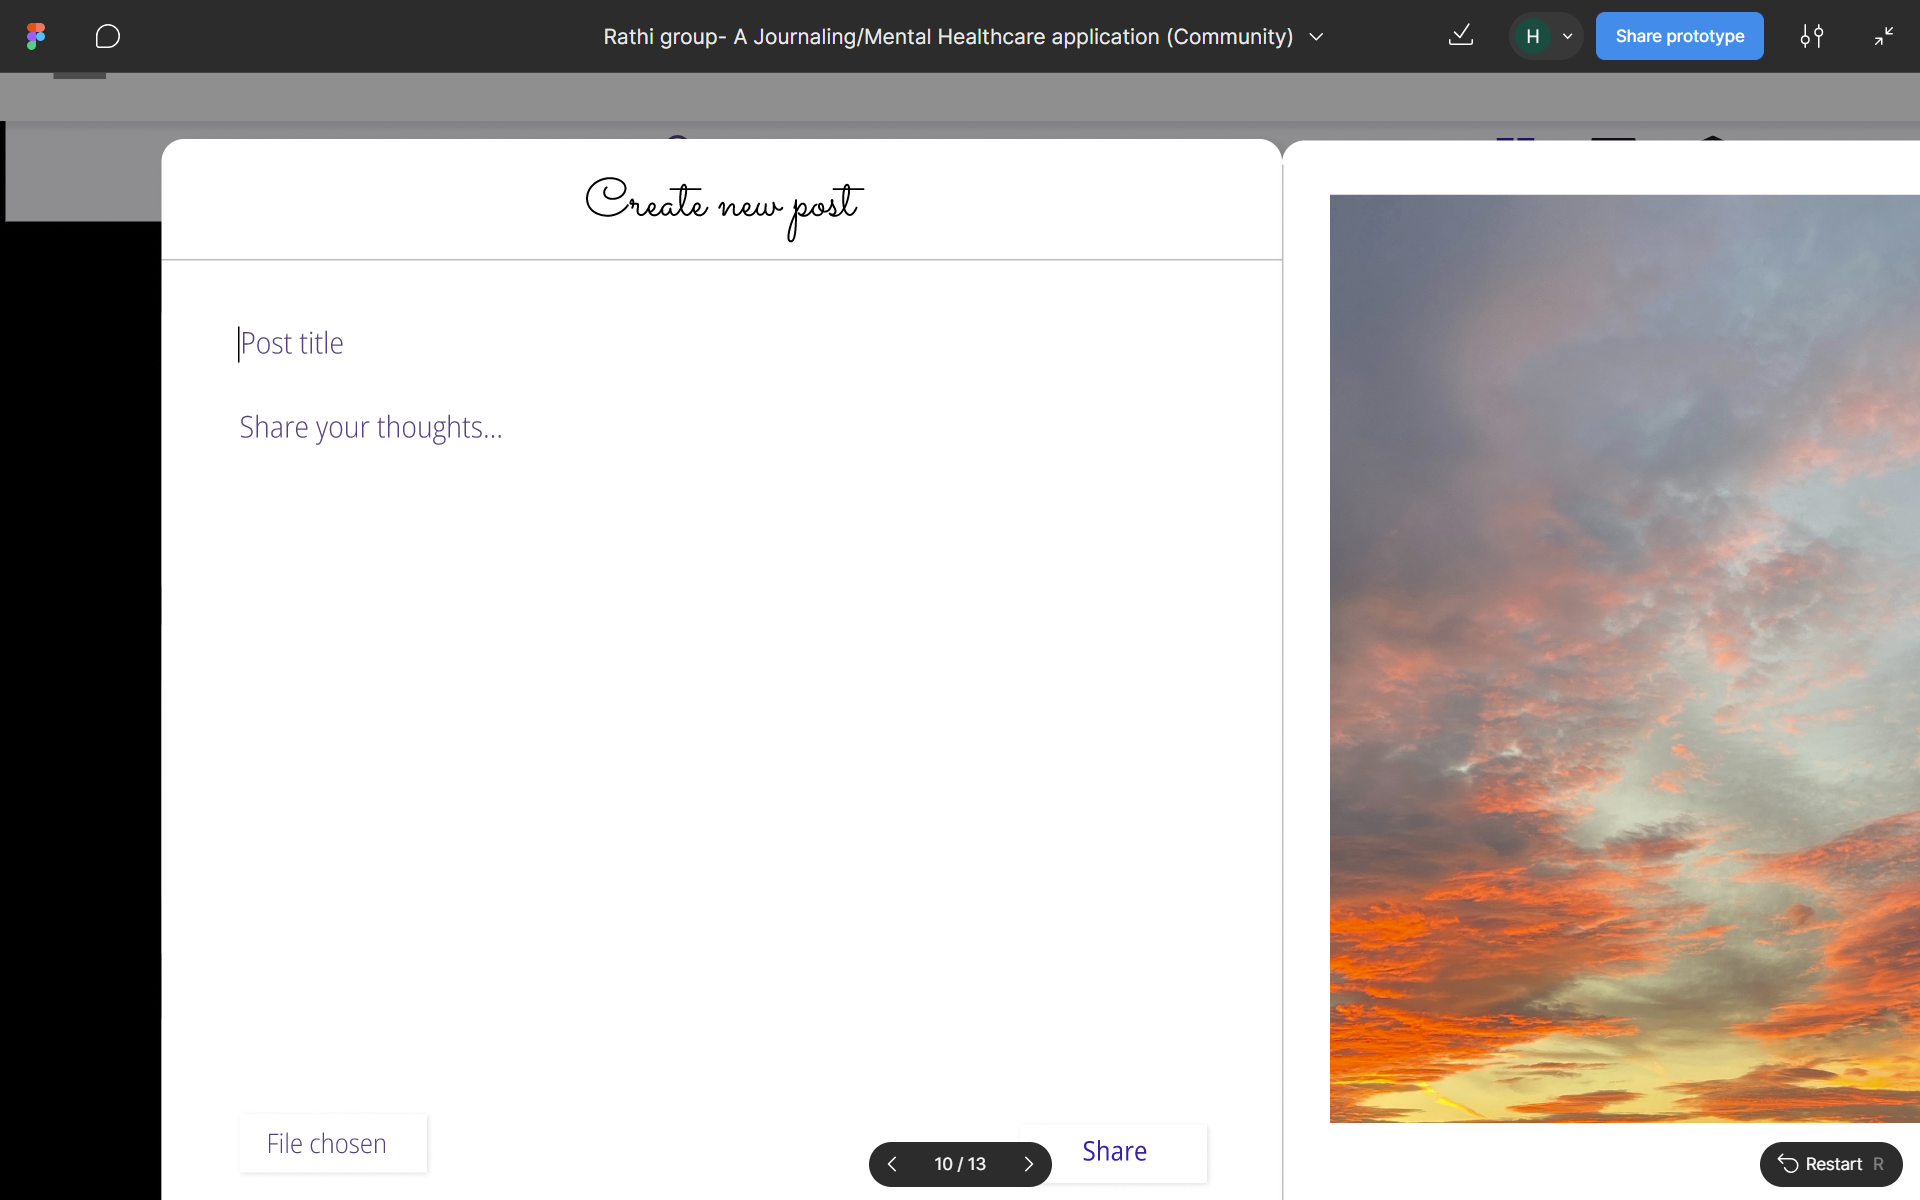 Rathi group- A Journaling/Mental Healthcare application (Community)
H
Share prototype
Create new post
Post title
Share your thoughts...
File chosen
10 / 13
Share
Restart R